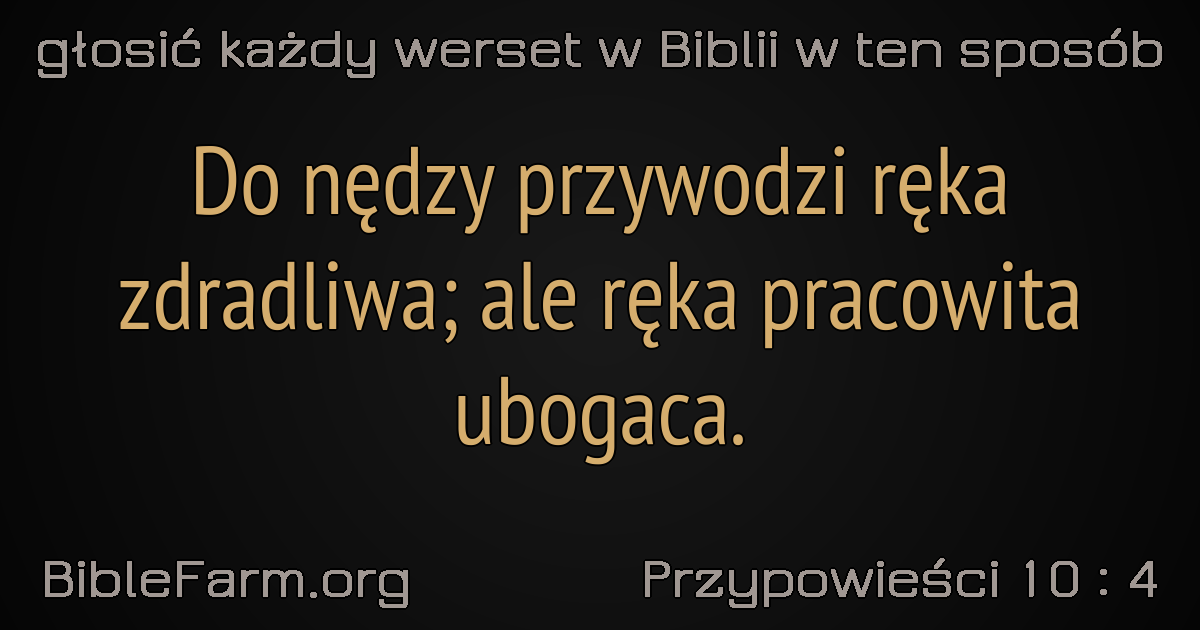 głosić każdy werset w Biblii w ten sposób
Do nędzy przywodzi ręka
zdradliwa; ale ręka pracowita
ubogaca.
BibleFarm.org
Przypowieści 10 : 4